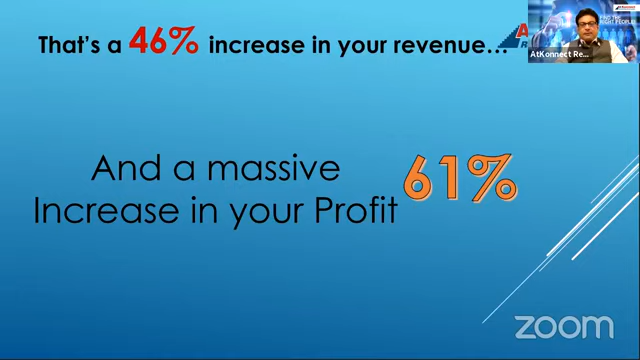 That's a 46% increase in your revenue...
And a massive
Increase in your Profit
61%
AtKonnect Re...
zoom